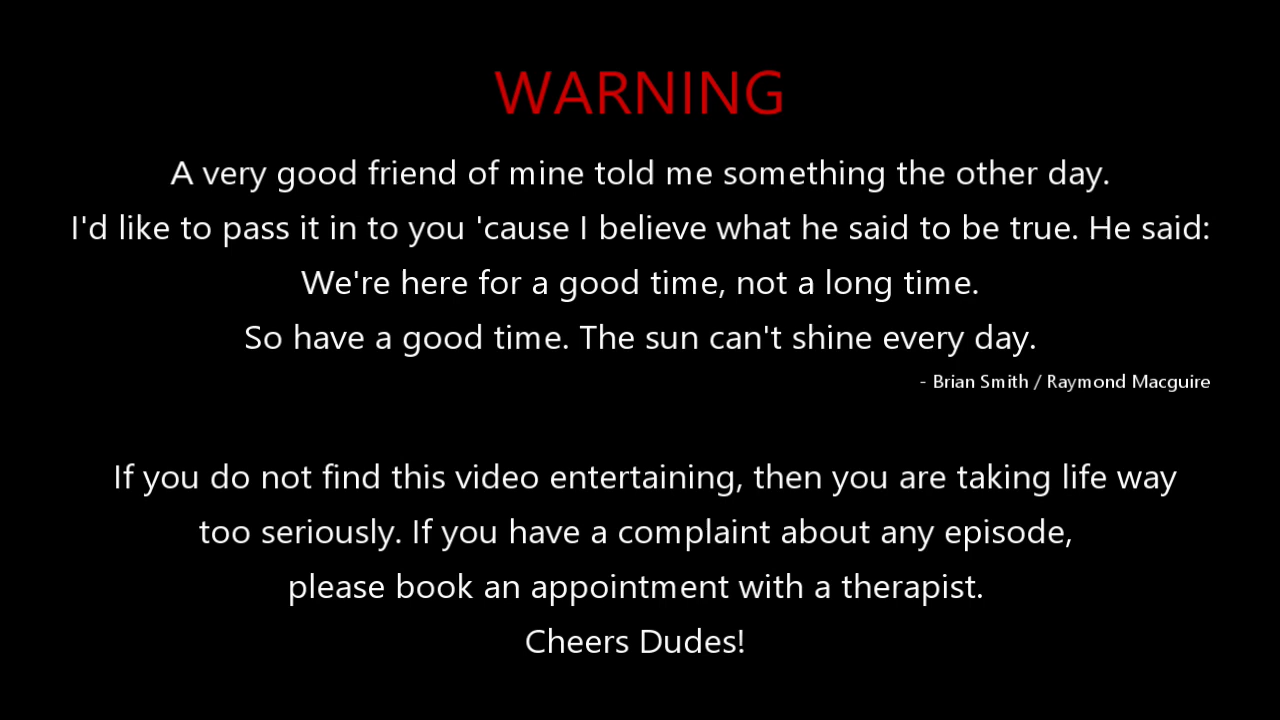 WARNING
A very good friend of mine told me something the other day.
I'd like to pass it in to you 'cause I believe what he said to be true. He said:
We're here for a good time, not a long time.
So have a good time. The sun can't shine every day.
- Brian Smith / Raymond Macguire
If you do not find this video entertaining, then you are taking life way
too seriously. If you have a complaint about any episode,
please book an appointment with a therapist.
Cheers Dudes!